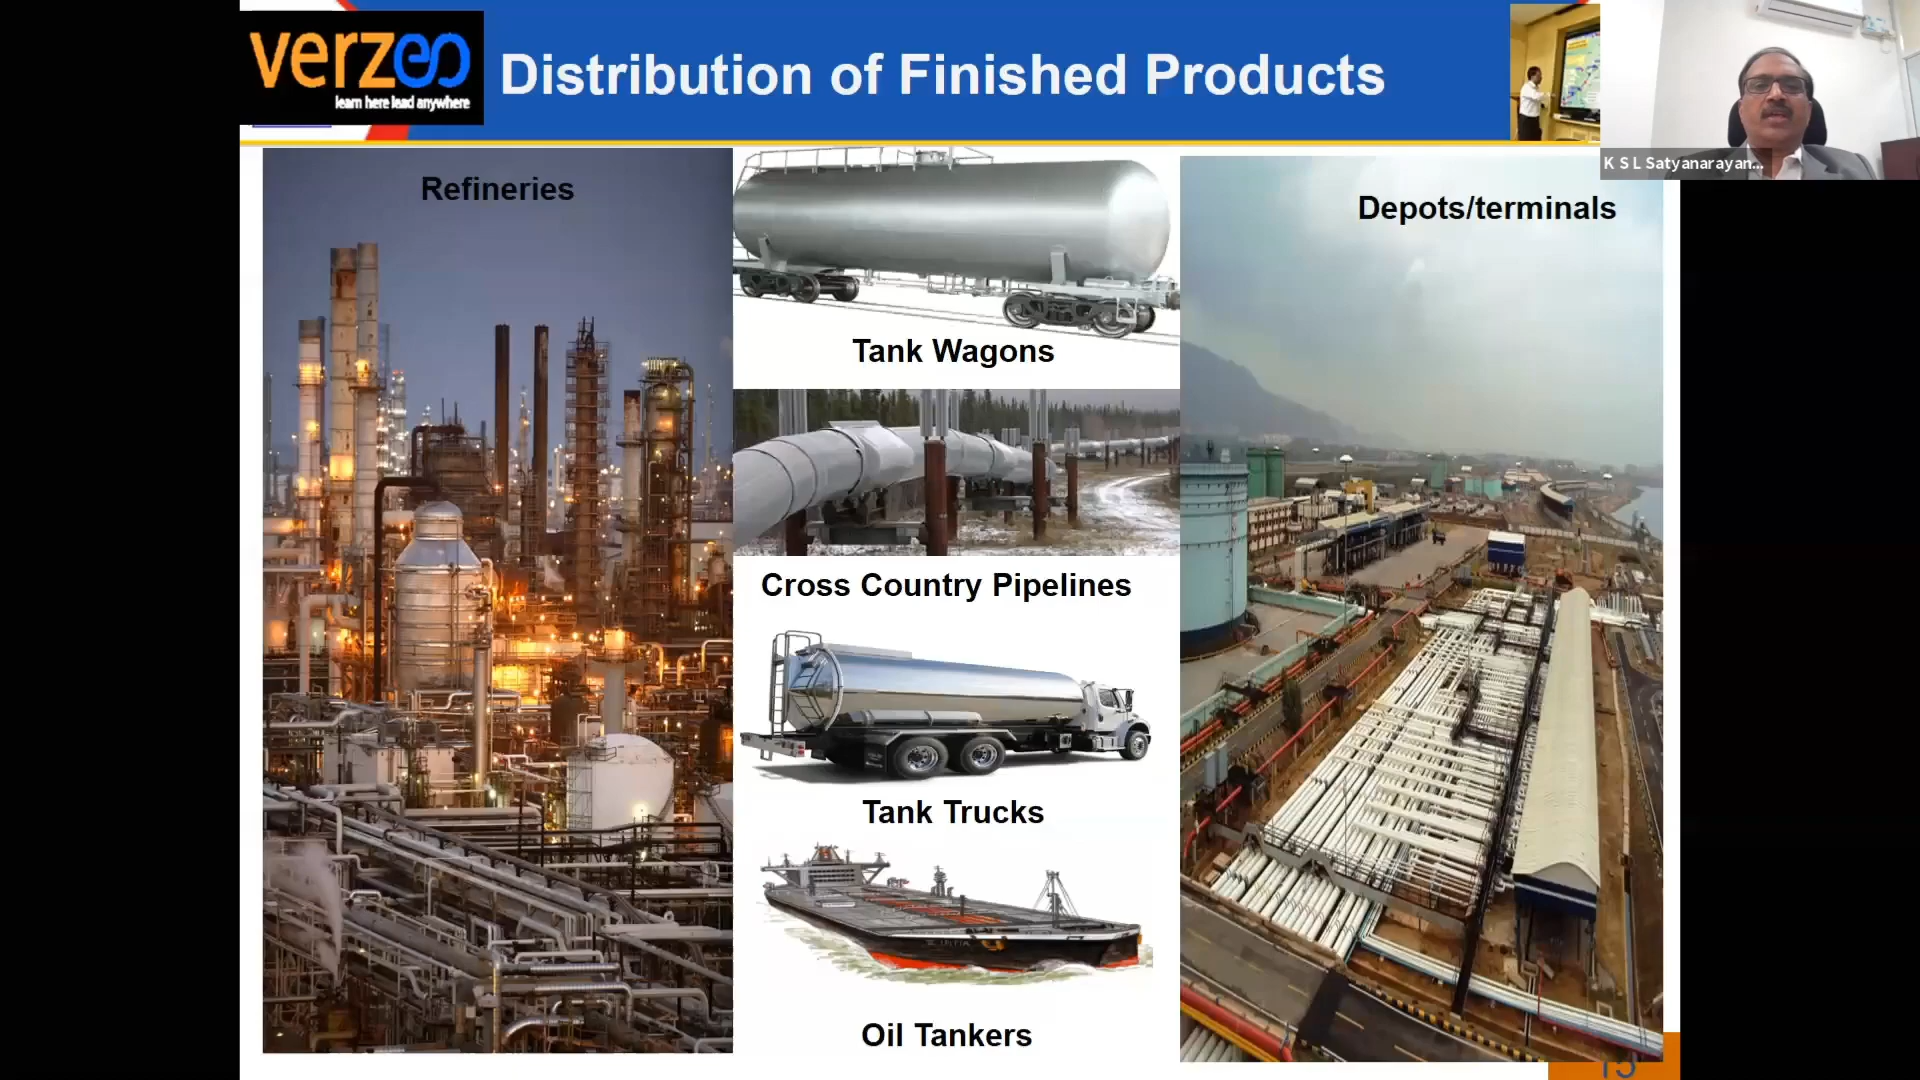 verzeo
learn here lead anywhere
Distribution of Finished Products
K S L Satyanarayan...
Refineries
Tank Wagons
Depots/terminals
Cross Country Pipelines
Tank Trucks
Oil Tankers
15